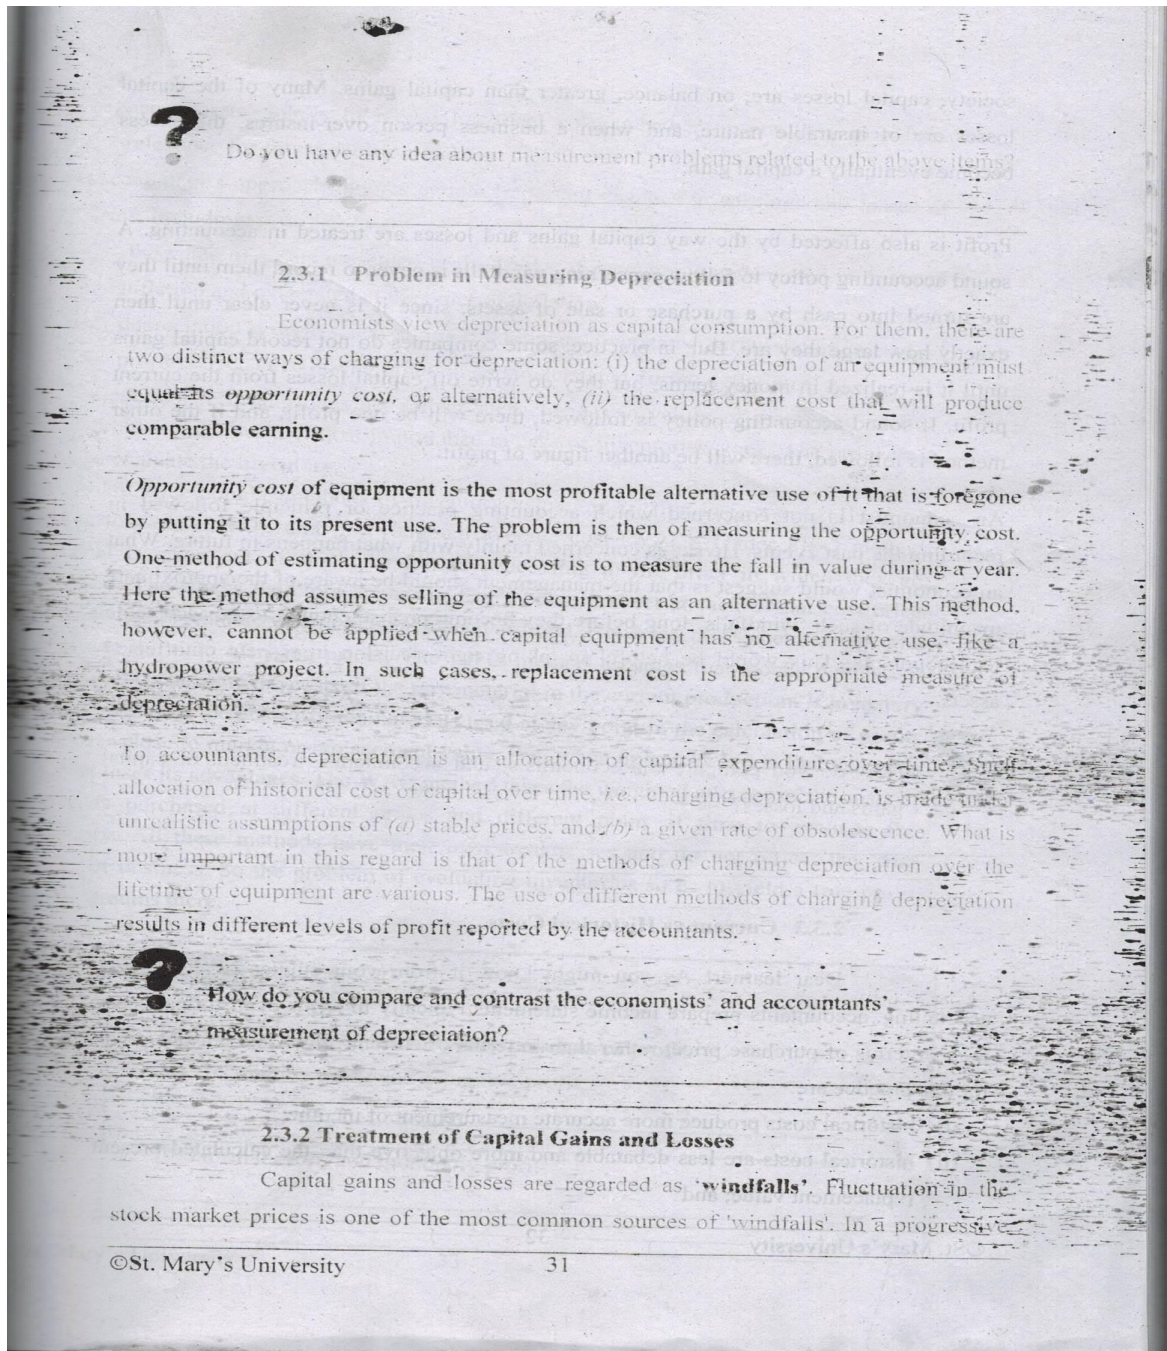 ?
Do you have any idea about measurement problems related to the above items?
2.3.1 Problem in Measuring Depreciation
Economists view depreciation as capital consumption. For them, there are
two distinct ways of charging for depreciation: (i) the depreciation of an equipment must
equal its opportunity cost, or alternatively, (ii) the replacement cost that will produce
comparable earning.
Opportunity cost of equipment is the most profitable alternative use of it that is foregone
by putting it to its present use. The problem is then of measuring the opportunity cost.
One method of estimating opportunity cost is to measure the fall in value during a year.
Here the method assumes selling of the equipment as an alternative use. This method,
however, cannot be applied when capital equipment has no alternative use, like a
hydropower project. In such cases, replacement cost is the appropriate measure of
depreciation.
To accountants, depreciation is an allocation of capital expenditure over time. Such
allocation of historical cost of capital over time, i.e., charging depreciation, is made under
unrealistic assumptions of (a) stable prices, and (b) a given rate of obsolescence. What is
more important in this regard is that of the methods of charging depreciation over the
lifetime of equipment are various. The use of different methods of charging depreciation
results in different levels of profit reported by the accountants.
?
How do you compare and contrast the economists' and accountants'
measurement of depreciation?
2.3.2 Treatment of Capital Gains and Losses
Capital gains and losses are regarded as 'windfalls'. Fluctuation in the
stock market prices is one of the most common sources of 'windfalls'. In a progressive
©St. Mary's University 31